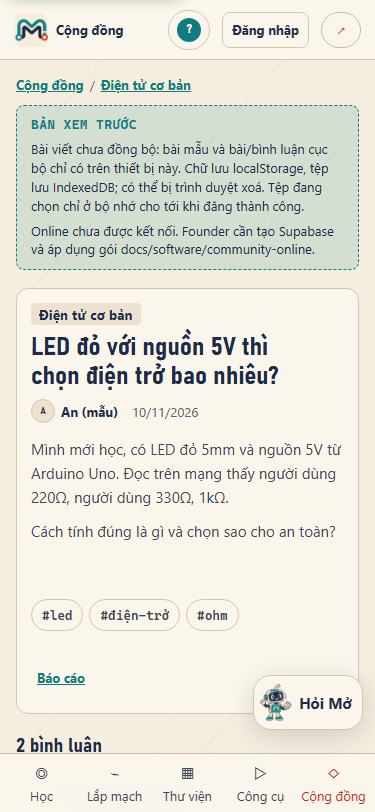 Cộng đồng
?
Đăng nhập
Cộng đồng / Điện tử cơ bản
BẢN XEM TRƯỚC
Bài viết chưa đồng bộ: bài mẫu và bài/bình luận cục
bộ chỉ có trên thiết bị này. Chữ lưu localStorage, tệp
lưu IndexedDB; có thể bị trình duyệt xoá. Tệp đang
chọn chỉ ở bộ nhớ cho tới khi đăng thành công.
Online chưa được kết nối. Founder cần tạo Supabase
và áp dụng gói docs/software/community-online.
Điện tử cơ bản
LED đỏ với nguồn 5V thì
chọn điện trở bao nhiêu?
A An (mẫu) 10/11/2026
Mình mới học, có LED đỏ 5mm và nguồn 5V từ
Arduino Uno. Đọc trên mạng thấy người dùng
220Ω, người dùng 330Ω, 1kΩ.
Cách tính đúng là gì và chọn sao cho an toàn?
#led #điện-trở #ohm
Báo cáo
Hỏi Mở
2 bình luận
Học Lắp mạch Thư viện Công cụ Cộng đồng